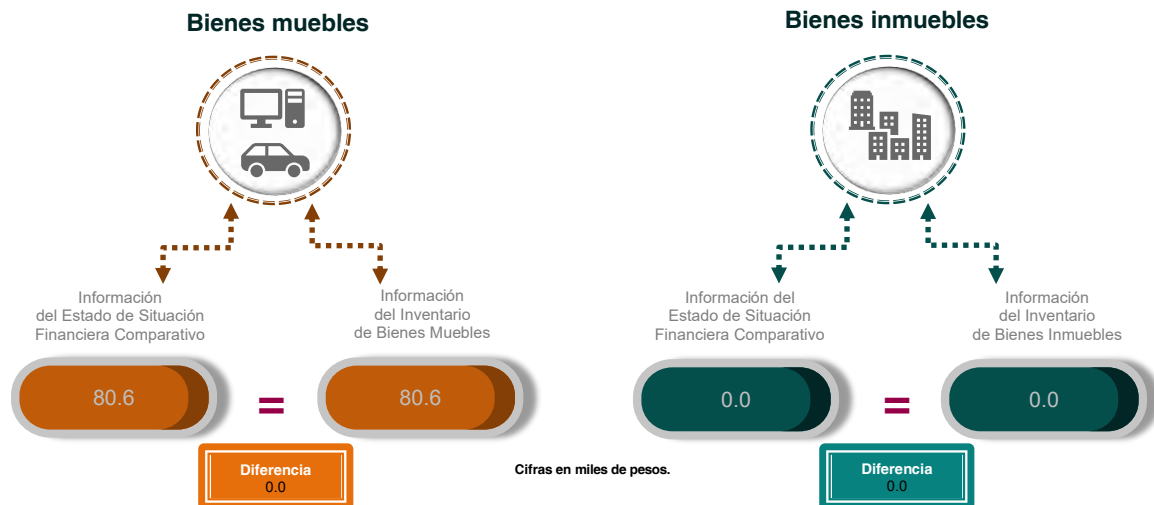 Bienes muebles
Información
del Estado de Situación
Financiera Comparativo
Información
del Inventario
de Bienes Muebles
80.6
=
80.6
Diferencia
0.0
Bienes inmuebles
Información del
Estado de Situación
Financiera Comparativo
Información
del Inventario
de Bienes Inmuebles
0.0
=
0.0
Diferencia
0.0
Cifras en miles de pesos.